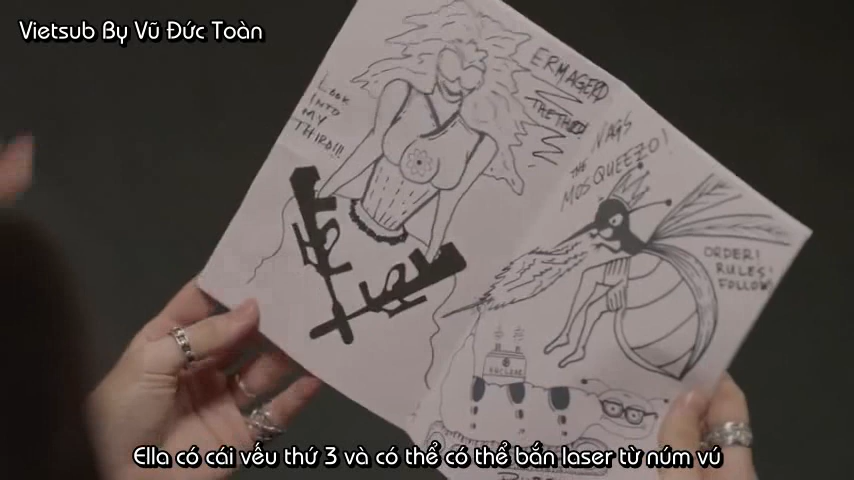 Vietsub By Vũ Đức Toàn
LOOK
INTO
MY
THIRD!!!
ERMAGERD
THE THIRD
NAGS
THE
MOSQUEEZO!
ORDER!
RULES!
FOLLOW!
Ella có cái vếu thứ 3 và có thể có thể bắn laser từ núm vú